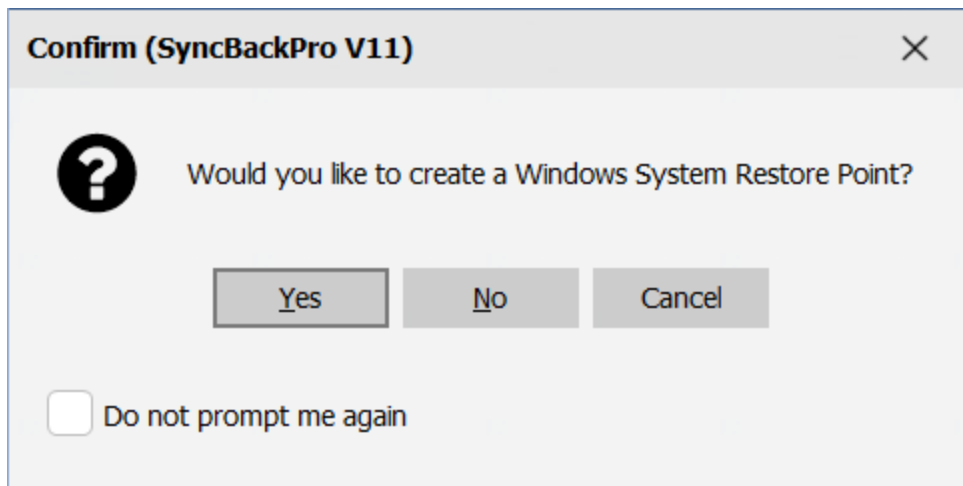 Confirm (SyncBackPro V11)
Would you like to create a Windows System Restore Point?
Yes
No
Cancel
Do not prompt me again